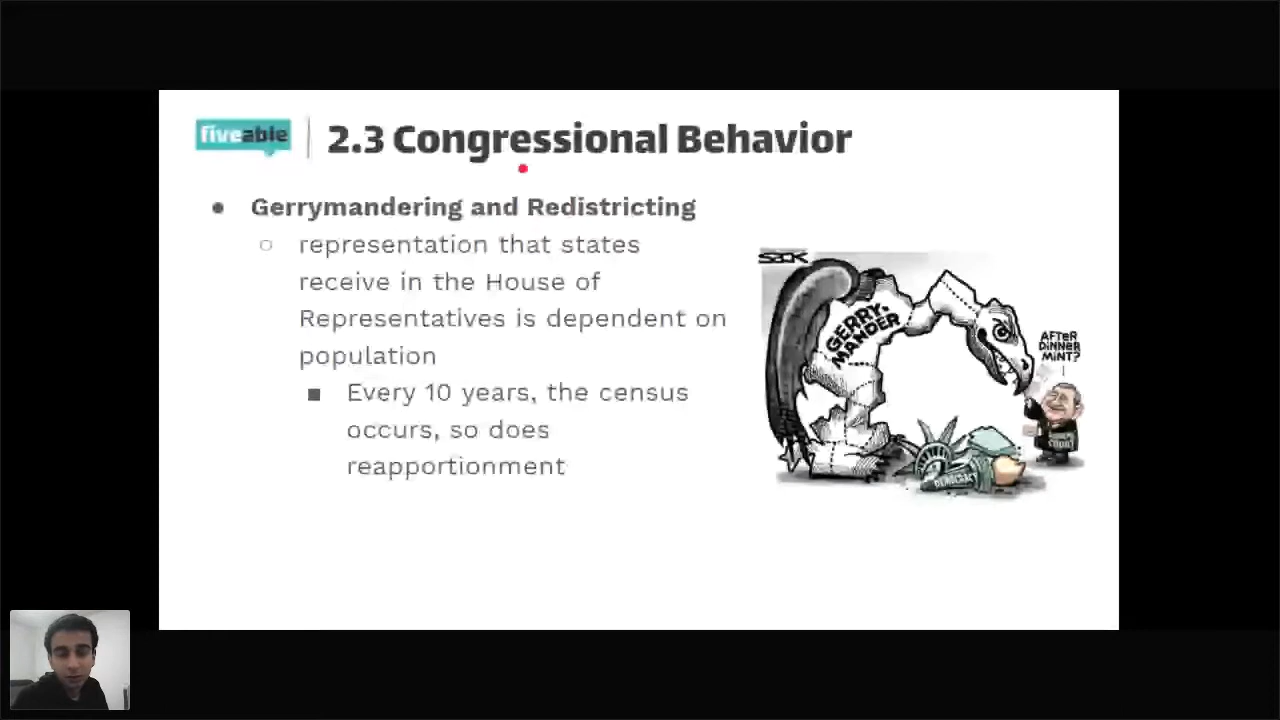 fiveable
2.3 Congressional Behavior
● Gerrymandering and Redistricting
○ representation that states
receive in the House of
Representatives is dependent on
population
■ Every 10 years, the census
occurs, so does
reapportionment
SACK
GERRY-
MANDER
AFTER
DINNER
MINT?
DEMOCRACY